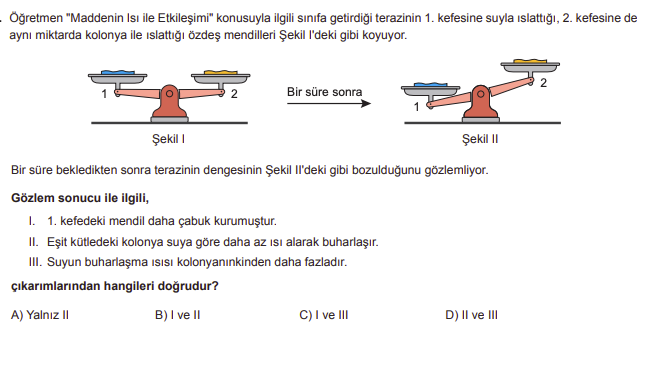 . Öğretmen "Maddenin Isı ile Etkileşimi" konusuyla ilgili sınıfa getirdiği terazinin 1. kefesine suyla ıslattığı, 2. kefesine de
aynı miktarda kolonya ile ıslattığı özdeş mendilleri Şekil I'deki gibi koyuyor.
1 2
Bir süre sonra
1 2
Şekil I
Şekil II
Bir süre bekledikten sonra terazinin dengesinin Şekil II'deki gibi bozulduğunu gözlemliyor.
Gözlem sonucu ile ilgili,
I. 1. kefedeki mendil daha çabuk kurumuştur.
II. Eşit kütledeki kolonya suya göre daha az ısı alarak buharlaşır.
III. Suyun buharlaşma ısısı kolonyanınkinden daha fazladır.
çıkarımlarından hangileri doğrudur?
A) Yalnız II B) I ve II C) I ve III D) II ve III